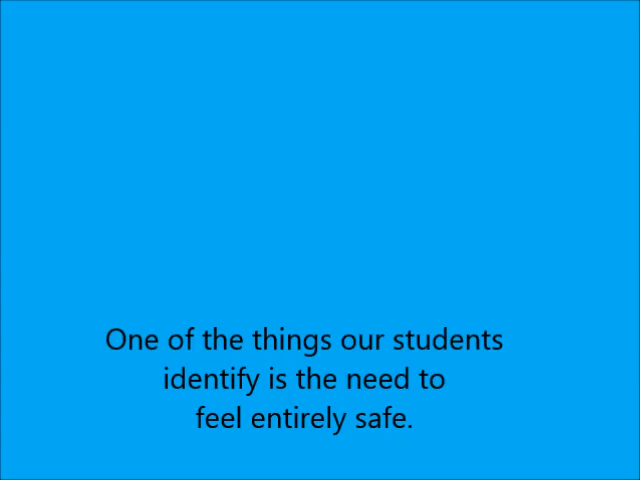 One of the things our students
identify is the need to
feel entirely safe.